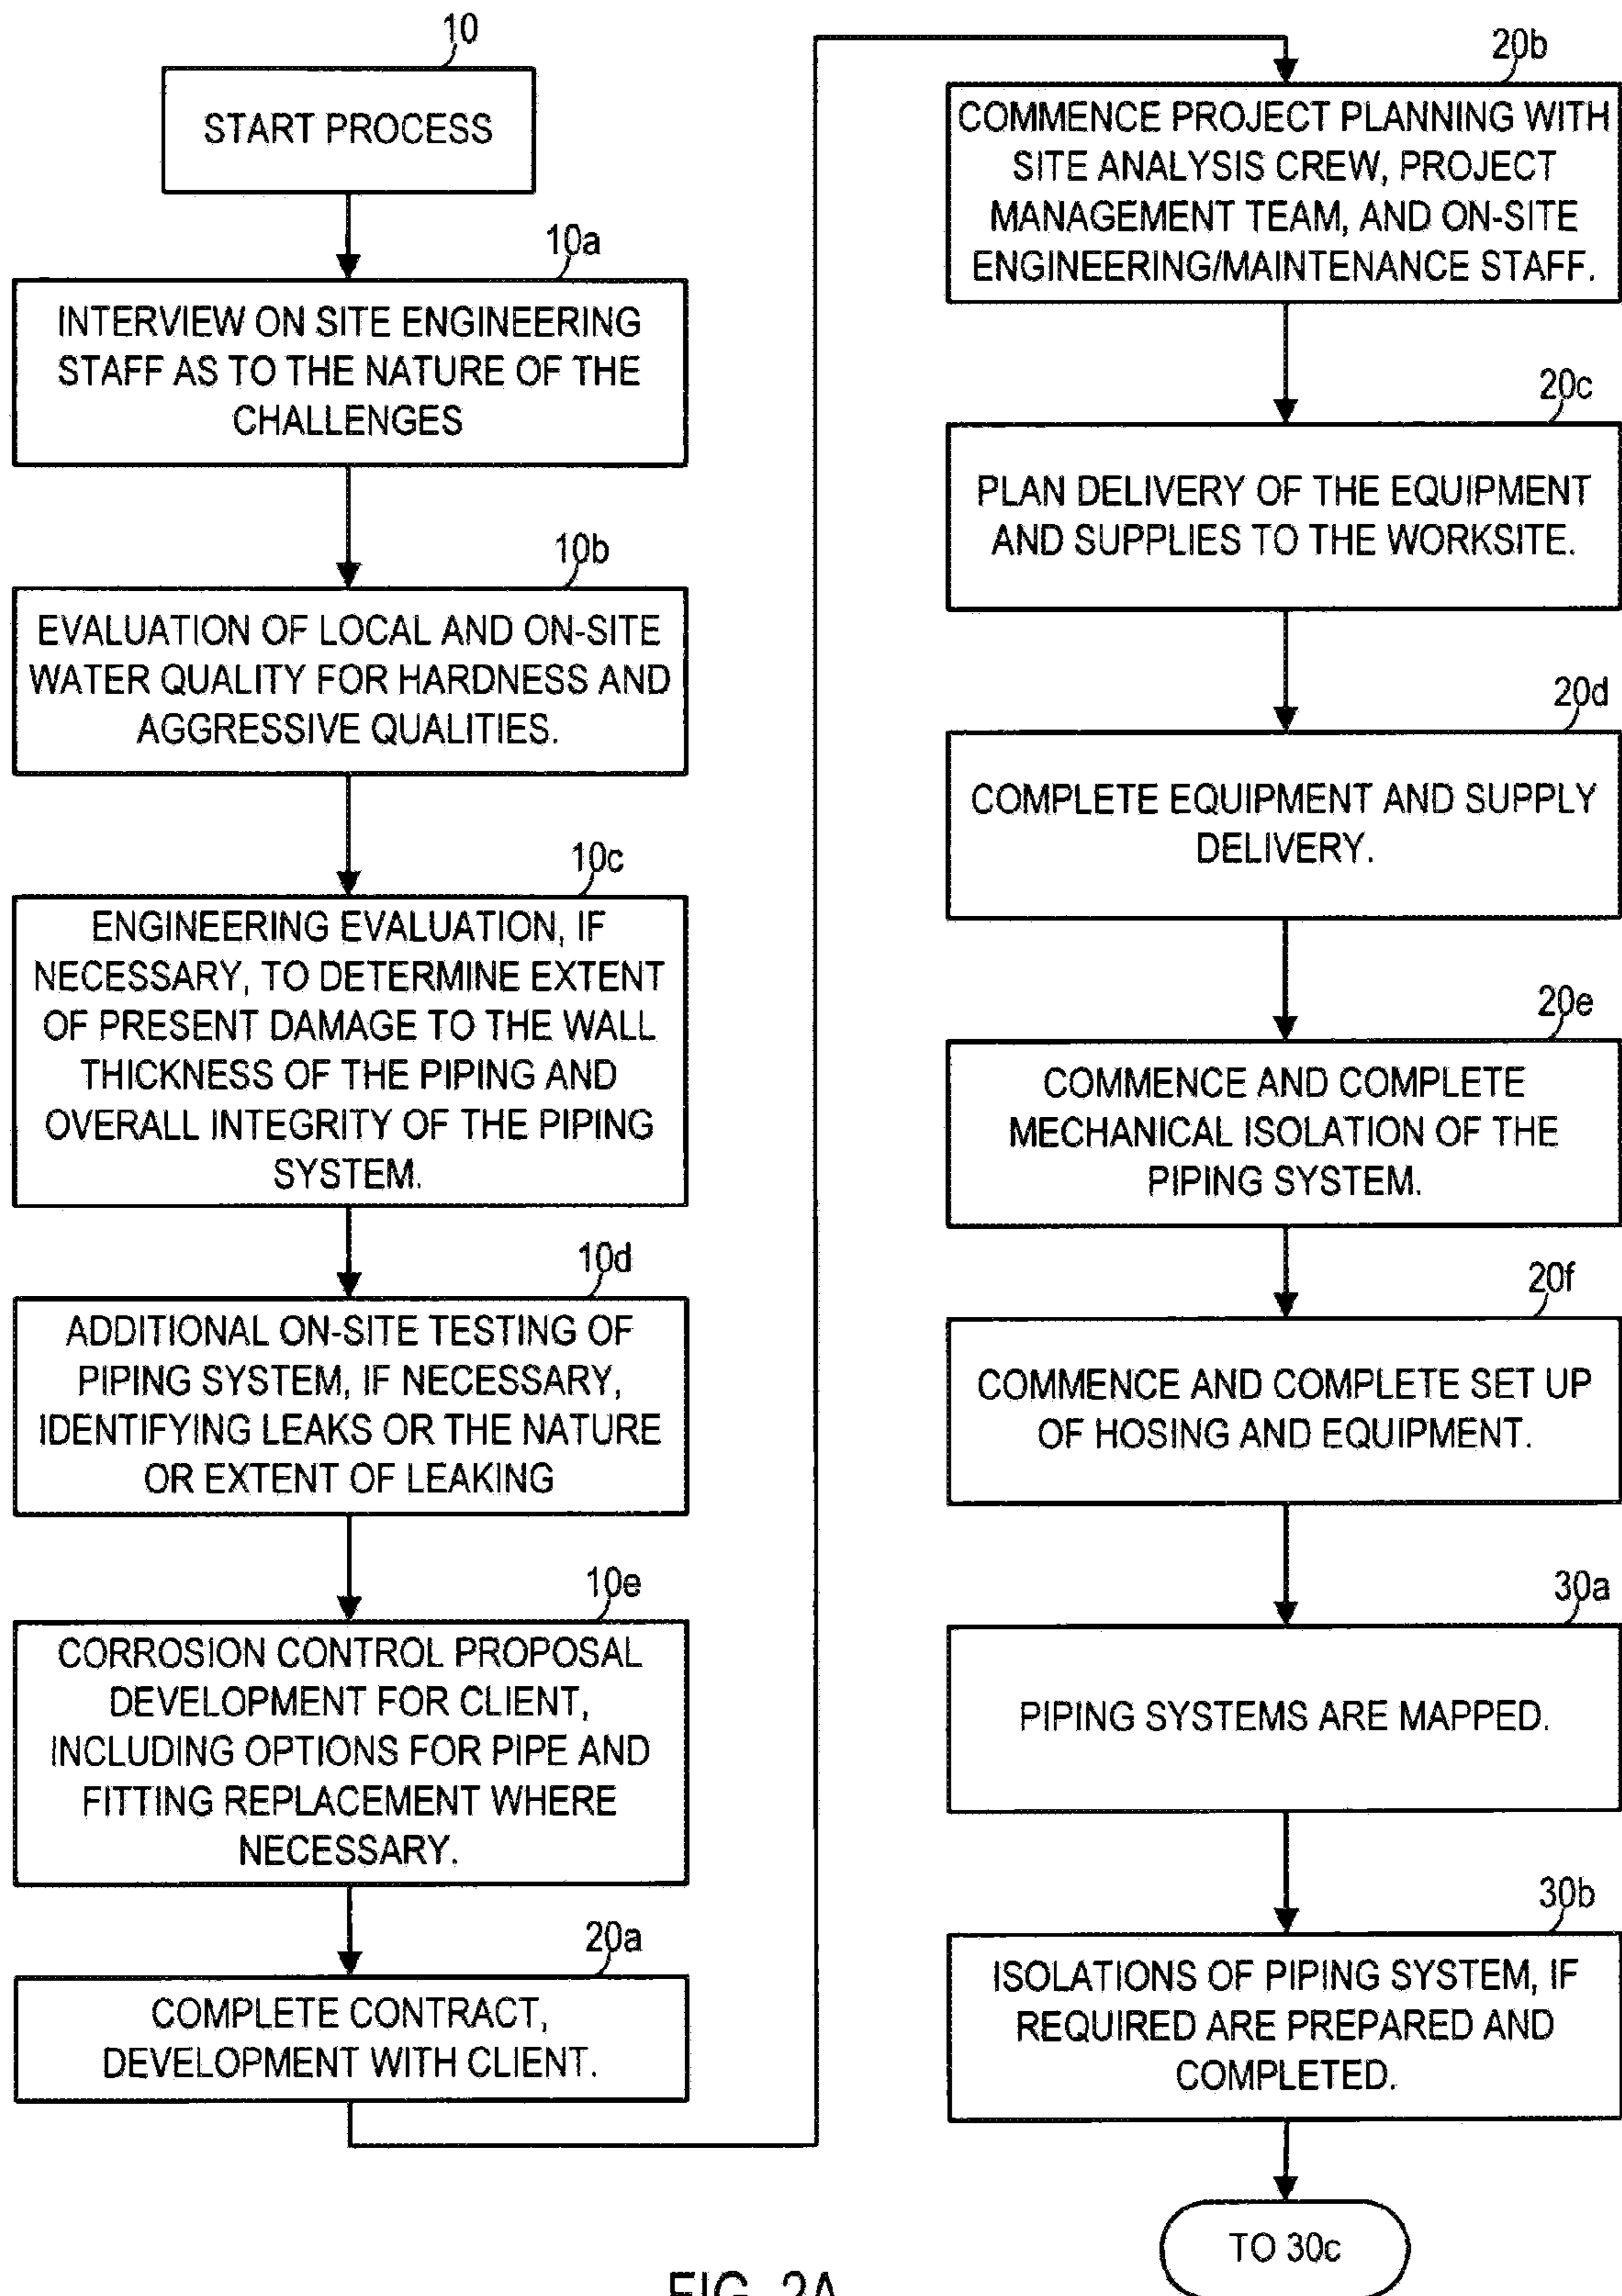 10
START PROCESS
10a
INTERVIEW ON SITE ENGINEERING
STAFF AS TO THE NATURE OF THE
CHALLENGES
10b
EVALUATION OF LOCAL AND ON-SITE
WATER QUALITY FOR HARDNESS AND
AGGRESSIVE QUALITIES.
10c
ENGINEERING EVALUATION, IF
NECESSARY, TO DETERMINE EXTENT
OF PRESENT DAMAGE TO THE WALL
THICKNESS OF THE PIPING AND
OVERALL INTEGRITY OF THE PIPING
SYSTEM.
10d
ADDITIONAL ON-SITE TESTING OF
PIPING SYSTEM, IF NECESSARY,
IDENTIFYING LEAKS OR THE NATURE
OR EXTENT OF LEAKING
10e
CORROSION CONTROL PROPOSAL
DEVELOPMENT FOR CLIENT,
INCLUDING OPTIONS FOR PIPE AND
FITTING REPLACEMENT WHERE
NECESSARY.
20a
COMPLETE CONTRACT,
DEVELOPMENT WITH CLIENT.
20b
COMMENCE PROJECT PLANNING WITH
SITE ANALYSIS CREW, PROJECT
MANAGEMENT TEAM, AND ON-SITE
ENGINEERING/MAINTENANCE STAFF.
20c
PLAN DELIVERY OF THE EQUIPMENT
AND SUPPLIES TO THE WORKSITE.
20d
COMPLETE EQUIPMENT AND SUPPLY
DELIVERY.
20e
COMMENCE AND COMPLETE
MECHANICAL ISOLATION OF THE
PIPING SYSTEM.
20f
COMMENCE AND COMPLETE SET UP
OF HOSING AND EQUIPMENT.
30a
PIPING SYSTEMS ARE MAPPED.
30b
ISOLATIONS OF PIPING SYSTEM, IF
REQUIRED ARE PREPARED AND
COMPLETED.
TO 30c
FIG. 2A